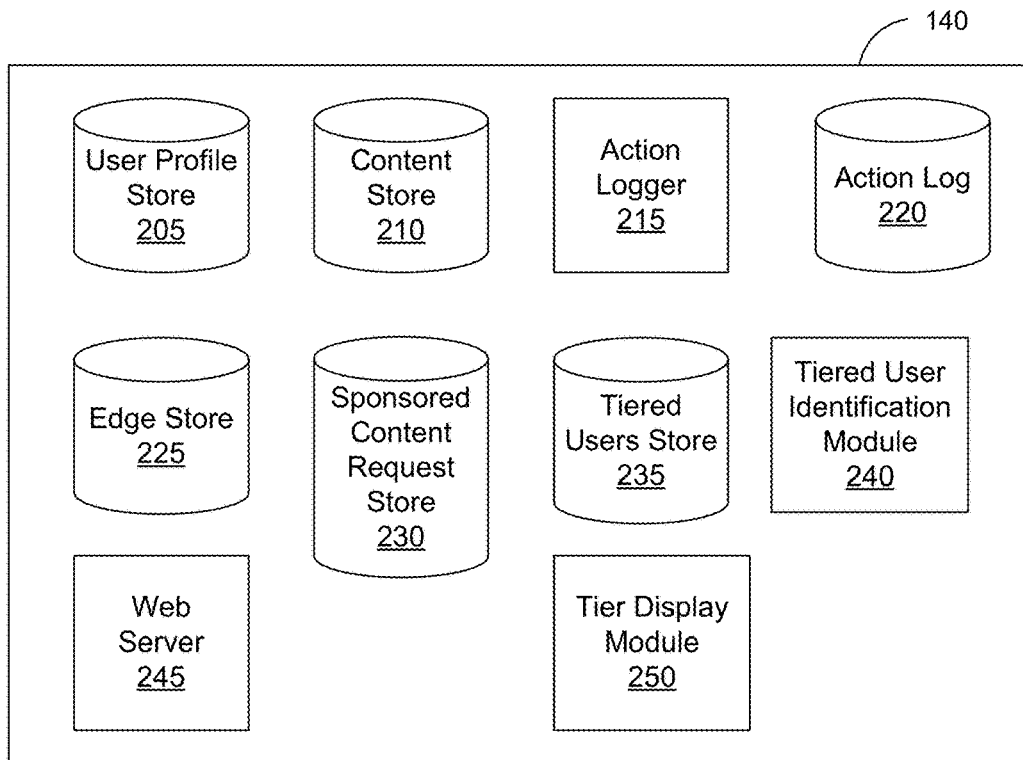 140
User Profile
Store
205
Content
Store
210
Action
Logger
215
Action Log
220
Edge Store
225
Sponsored
Content
Request
Store
230
Tiered
Users Store
235
Tiered User
Identification
Module
240
Web
Server
245
Tier Display
Module
250